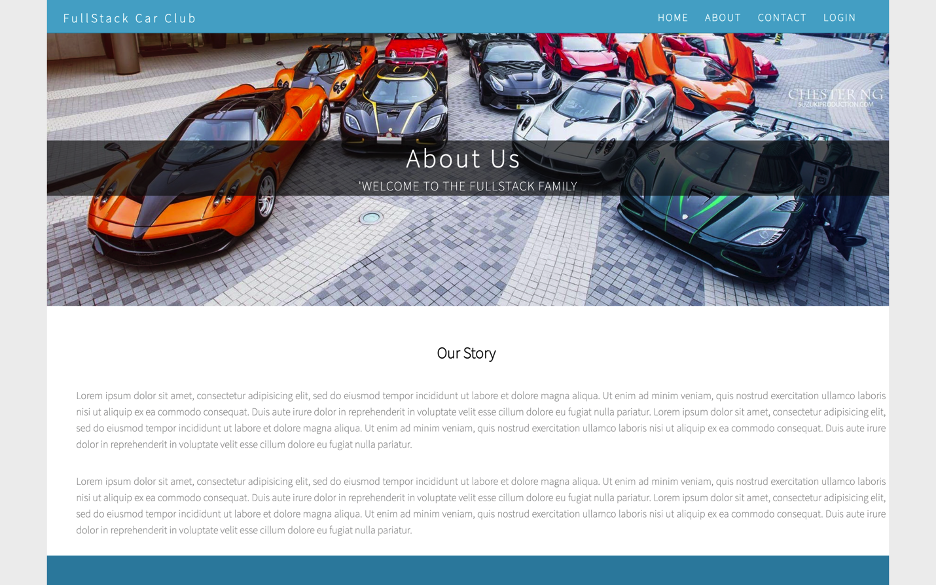 FullStack Car Club
HOME ABOUT CONTACT LOGIN
CHESTER NG
About Us
'WELCOME TO THE FULLSTACK FAMILY
Our Story
Lorem ipsum dolor sit amet, consectetur adipisicing elit, sed do eiusmod tempor incididunt ut labore et dolore magna aliqua. Ut enim ad minim veniam, quis nostrud exercitation ullamco laboris
nisi ut aliquip ex ea commodo consequat. Duis aute irure dolor in reprehenderit in voluptate velit esse cillum dolore eu fugiat nulla pariatur. Lorem ipsum dolor sit amet, consectetur adipisicing elit,
sed do eiusmod tempor incididunt ut labore et dolore magna aliqua. Ut enim ad minim veniam, quis nostrud exercitation ullamco laboris nisi ut aliquip ex ea commodo consequat. Duis aute irure
dolor in reprehenderit in voluptate velit esse cillum dolore eu fugiat nulla pariatur.
Lorem ipsum dolor sit amet, consectetur adipisicing elit, sed do eiusmod tempor incididunt ut labore et dolore magna aliqua. Ut enim ad minim veniam, quis nostrud exercitation ullamco laboris
nisi ut aliquip ex ea commodo consequat. Duis aute irure dolor in reprehenderit in voluptate velit esse cillum dolore eu fugiat nulla pariatur. Lorem ipsum dolor sit amet, consectetur adipisicing elit,
sed do eiusmod tempor incididunt ut labore et dolore magna aliqua. Ut enim ad minim veniam, quis nostrud exercitation ullamco laboris nisi ut aliquip ex ea commodo consequat. Duis aute irure
dolor in reprehenderit in voluptate velit esse cillum dolore eu fugiat nulla pariatur.